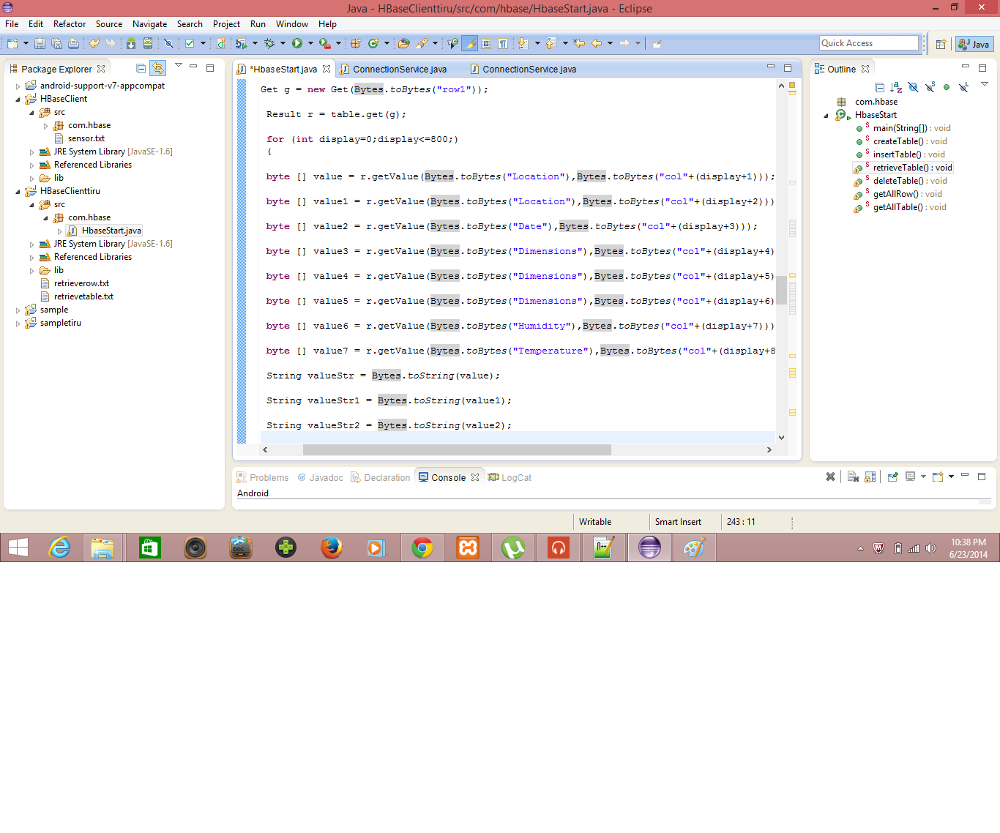 Java - HBaseClienttiru/src/com/hbase/HbaseStart.java - Eclipse
File Edit Refactor Source Navigate Search Project Run Window Help
Quick Access
Java
Package Explorer
android-support-v7-appcompat
HBaseClient
src
com.hbase
sensor.txt
JRE System Library [JavaSE-1.6]
Referenced Libraries
lib
HBaseClienttiru
src
com.hbase
HbaseStart.java
JRE System Library [JavaSE-1.6]
Referenced Libraries
lib
retrieverow.txt
retrievetable.txt
sample
sampletiru
*HbaseStart.java ConnectionService.java ConnectionService.java
Get g = new Get(Bytes.toBytes("row1"));
Result r = table.get(g);
for (int display=0;display<=800;)
{
byte [] value = r.getValue(Bytes.toBytes("Location"),Bytes.toBytes("col"+(display+1)));
byte [] value1 = r.getValue(Bytes.toBytes("Location"),Bytes.toBytes("col"+(display+2)))
byte [] value2 = r.getValue(Bytes.toBytes("Date"),Bytes.toBytes("col"+(display+3)));
byte [] value3 = r.getValue(Bytes.toBytes("Dimensions"),Bytes.toBytes("col"+(display+4)
byte [] value4 = r.getValue(Bytes.toBytes("Dimensions"),Bytes.toBytes("col"+(display+5)
byte [] value5 = r.getValue(Bytes.toBytes("Dimensions"),Bytes.toBytes("col"+(display+6)
byte [] value6 = r.getValue(Bytes.toBytes("Humidity"),Bytes.toBytes("col"+(display+7)))
byte [] value7 = r.getValue(Bytes.toBytes("Temperature"),Bytes.toBytes("col"+(display+8
String valueStr = Bytes.toString(value);
String valueStr1 = Bytes.toString(value1);
String valueStr2 = Bytes.toString(value2);
Outline
com.hbase
HbaseStart
main(String[]) : void
createTable() : void
insertTable() : void
retrieveTable() : void
deleteTable() : void
getAllRow() : void
getAllTable() : void
Problems @ Javadoc Declaration Console LogCat
Android
Writable Smart Insert 243 : 11
10:38 PM
6/23/2014